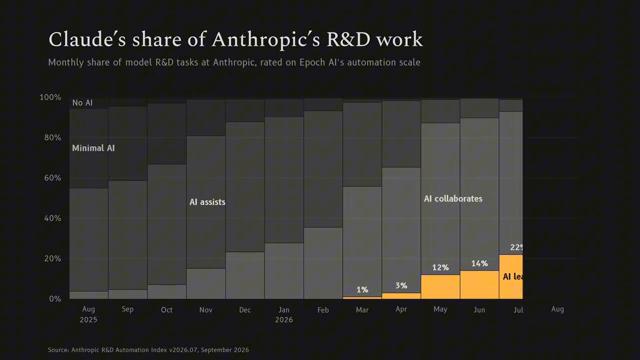 Claude's share of Anthropic's R&D work
Monthly share of model R&D tasks at Anthropic, rated on Epoch AI's automation scale
100%
No AI
80%
Minimal AI
60%
AI assists
AI collaborates
40%
22%
20%
14%
12%
AI lea
3%
1%
0%
Aug Sep Oct Nov Dec Jan Feb Mar Apr May Jun Jul Aug
2025 2026
Source: Anthropic R&D Automation Index v2026.07, September 2026